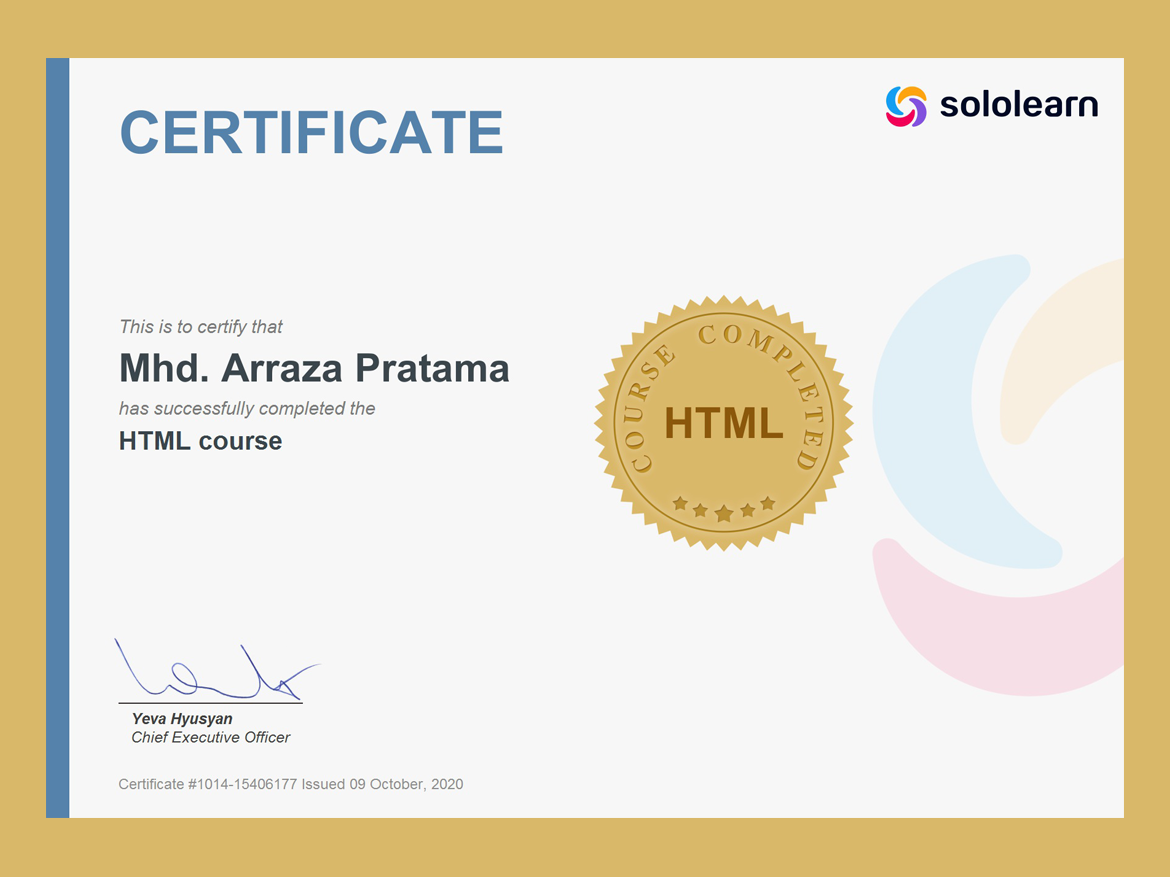 CERTIFICATE
sololearn
This is to certify that
Mhd. Arraza Pratama
has successfully completed the
HTML course
COURSE COMPLETED
HTML
Yeva Hyusyan
Chief Executive Officer
Certificate #1014-15406177 Issued 09 October, 2020